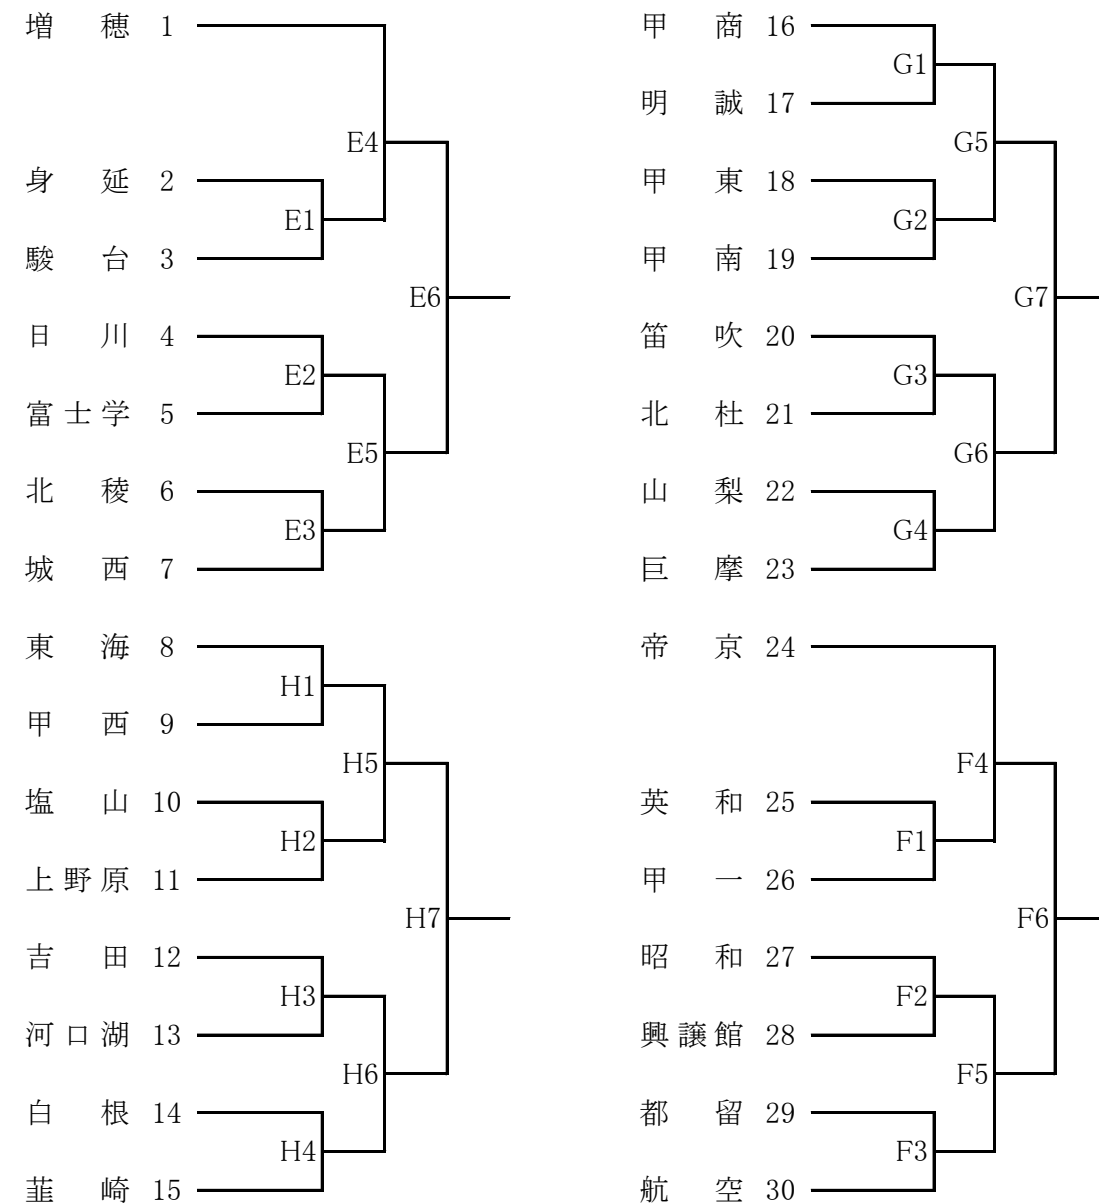 増穂 1
E4
身延 2
E1
駿台 3
E6
日川 4
E2
富士学 5
E5
北稜 6
E3
城西 7
東海 8
H1
甲西 9
H5
塩山 10
H2
上野原 11
H7
吉田 12
H3
河口湖 13
H6
白根 14
H4
韮崎 15
甲商 16
G1
明誠 17
G5
甲東 18
G2
甲南 19
G7
笛吹 20
G3
北杜 21
G6
山梨 22
G4
巨摩 23
帝京 24
F4
英和 25
F1
甲一 26
F6
昭和 27
F2
興譲館 28
F5
都留 29
F3
航空 30